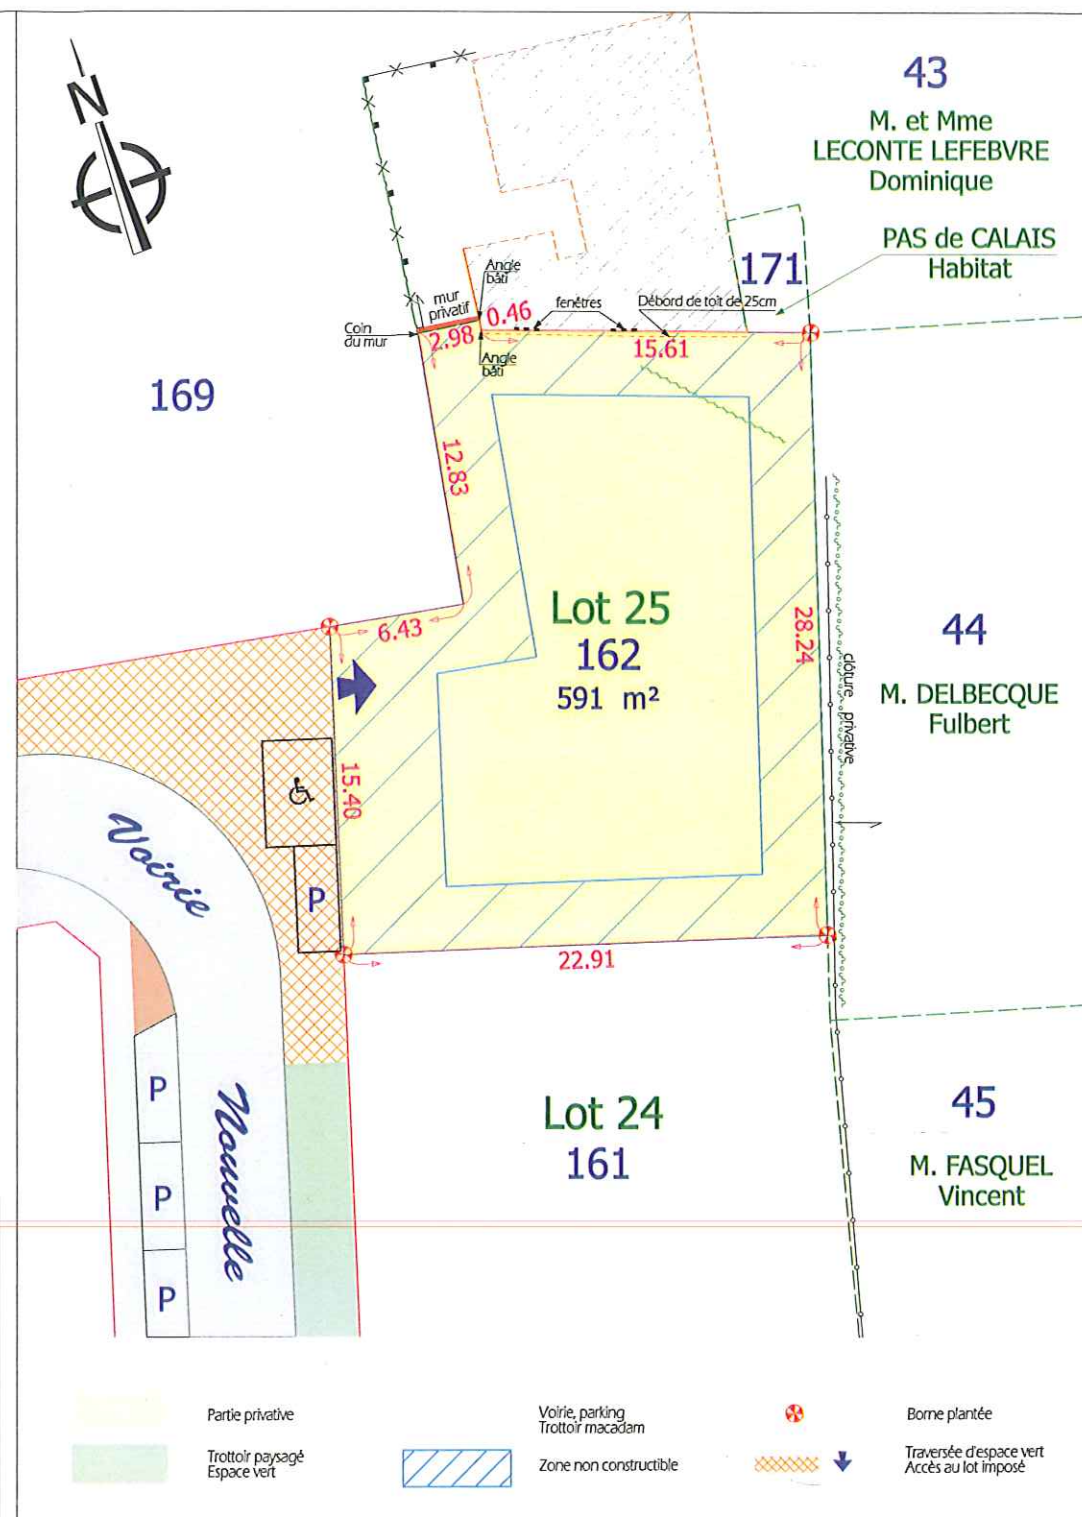 N
43
M. et Mme
LECONTE LEFEBVRE
Dominique
PAS de CALAIS
Habitat
171
Angle
bâti
mur
privatif
0.46
fenêtres
Débord de toit de 25cm
Coin
du mur
2.98
Angle
bâti
15.61
169
12.83
Lot 25
162
591 m²
6.43
28.24
clôture privative
44
M. DELBECQUE
Fulbert
15.40
Voirie
P
22.91
Lot 24
161
45
M. FASQUEL
Vincent
P
Nouvelle
P
P
Partie privative
Voirie, parking
Trottoir macadam
Borne plantée
Trottoir paysagé
Espace vert
Zone non constructible
Traversée d'espace vert
Accès au lot imposé